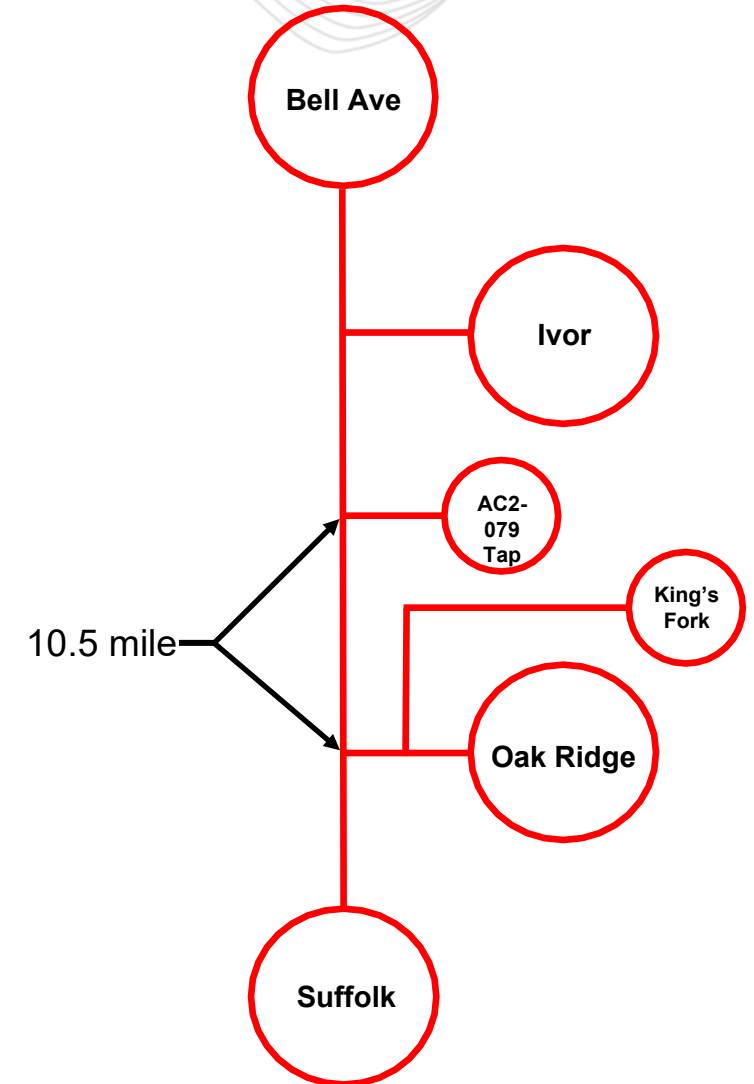 Bell Ave
Ivor
AC2-
079
Tap
King's
Fork
10.5 mile
Oak Ridge
Suffolk